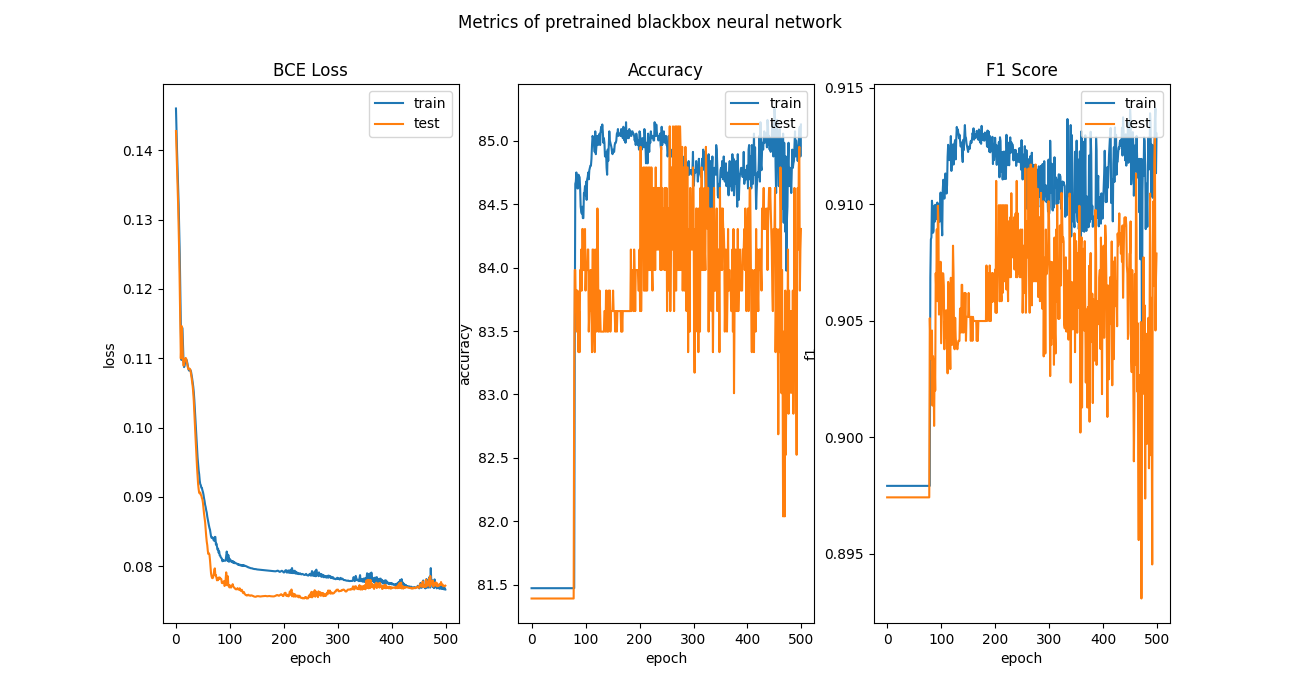 Metrics of pretrained blackbox neural network
BCE Loss
train
test
0.14
0.13
0.12
0.11
0.10
0.09
0.08
loss
0 100 200 300 400 500
epoch
Accuracy
train
test
85.0
84.5
84.0
83.5
83.0
82.5
82.0
81.5
accuracy
0 100 200 300 400 500
epoch
F1 Score
train
test
0.915
0.910
0.905
0.900
0.895
f1
0 100 200 300 400 500
epoch